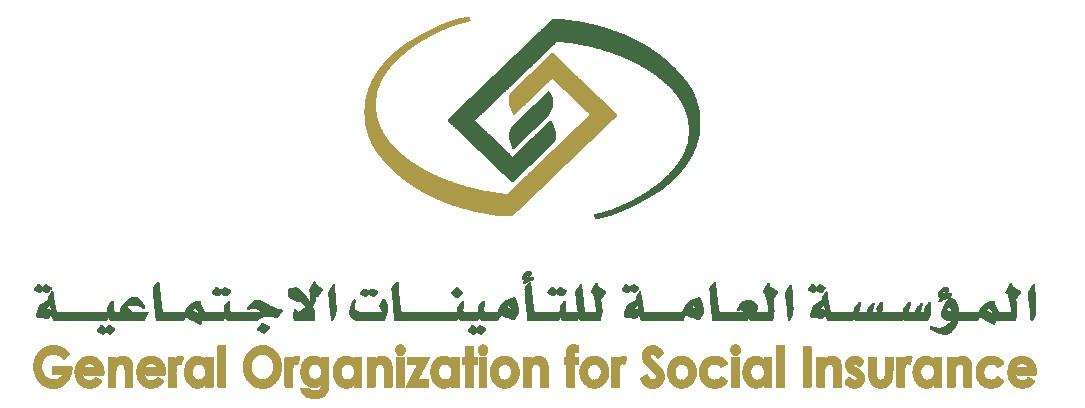 المؤسسة العامة للتأمينات الاجتماعية
General Organization for Social Insurance